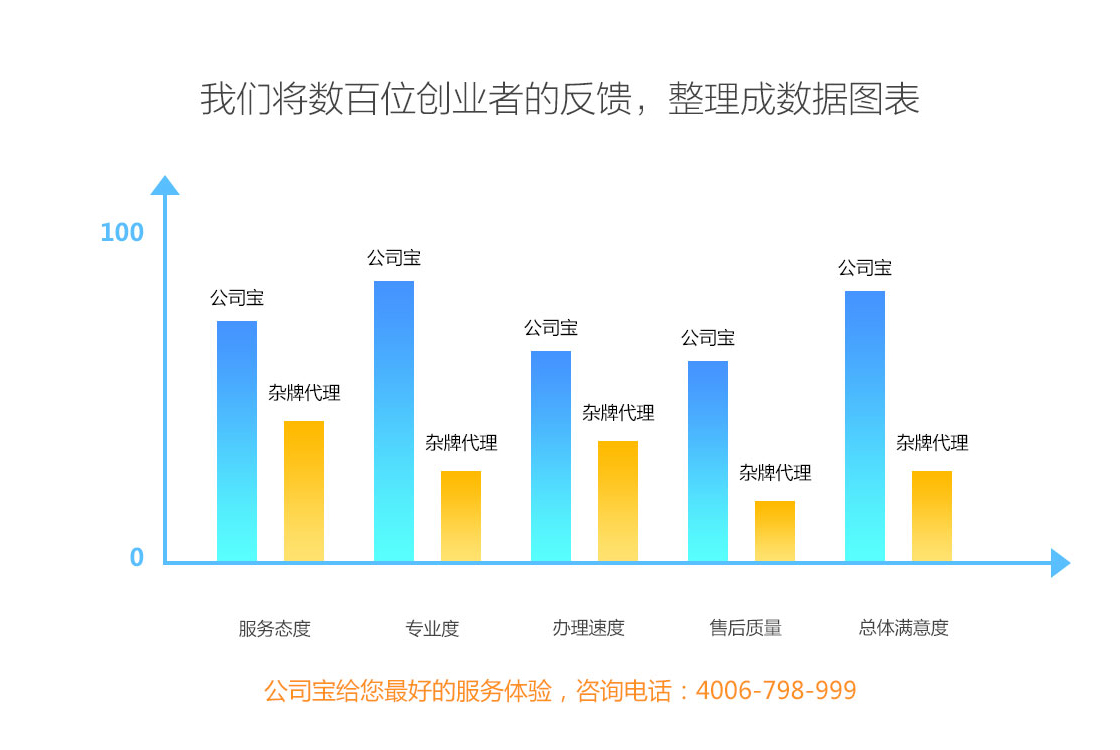 我们将数百位创业者的反馈，整理成数据图表
100
公司宝
公司宝
公司宝
公司宝
公司宝
杂牌代理
杂牌代理
杂牌代理
杂牌代理
杂牌代理
0
服务态度
专业度
办理速度
售后质量
总体满意度
公司宝给您最好的服务体验，咨询电话：4006-798-999